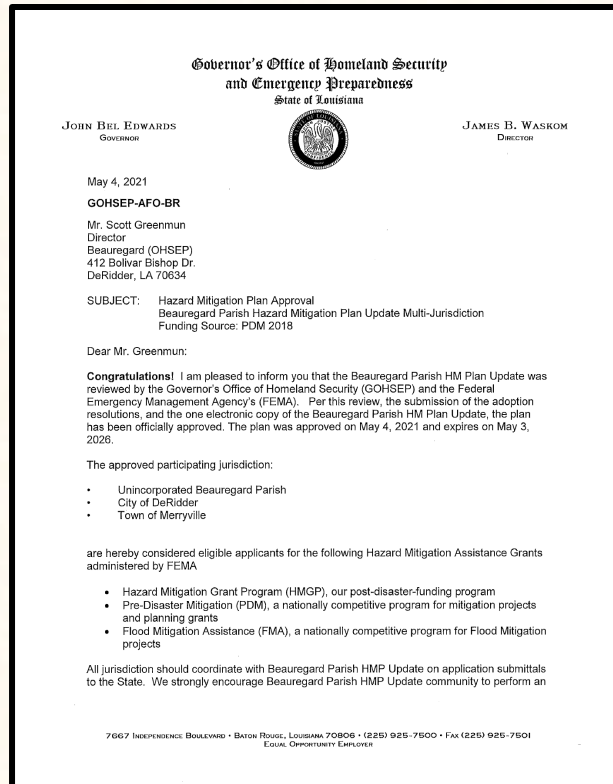 Governor's Office of Homeland Security
and Emergency Preparedness
State of Louisiana
JOHN BEL EDWARDS
GOVERNOR
JAMES B. WASKOM
DIRECTOR
May 4, 2021
GOHSEP-AFO-BR
Mr. Scott Greenmun
Director
Beauregard (OHSEP)
412 Bolivar Bishop Dr.
DeRidder, LA 70634
SUBJECT: Hazard Mitigation Plan Approval
Beauregard Parish Hazard Mitigation Plan Update Multi-Jurisdiction
Funding Source: PDM 2018
Dear Mr. Greenmun:
Congratulations! I am pleased to inform you that the Beauregard Parish HM Plan Update was
reviewed by the Governor's Office of Homeland Security (GOHSEP) and the Federal
Emergency Management Agency's (FEMA). Per this review, the submission of the adoption
resolutions, and the one electronic copy of the Beauregard Parish HM Plan Update, the plan
has been officially approved. The plan was approved on May 4, 2021 and expires on May 3,
2026.
The approved participating jurisdiction:
• Unincorporated Beauregard Parish
• City of DeRidder
• Town of Merryville
are hereby considered eligible applicants for the following Hazard Mitigation Assistance Grants
administered by FEMA
• Hazard Mitigation Grant Program (HMGP), our post-disaster-funding program
• Pre-Disaster Mitigation (PDM), a nationally competitive program for mitigation projects
and planning grants
• Flood Mitigation Assistance (FMA), a nationally competitive program for Flood Mitigation
projects
All jurisdiction should coordinate with Beauregard Parish HMP Update on application submittals
to the State. We strongly encourage Beauregard Parish HMP Update community to perform an
7667 INDEPENDENCE BOULEVARD • BATON ROUGE, LOUISIANA 70806 • (225) 925-7500 • FAX (225) 925-7501
EQUAL OPPORTUNITY EMPLOYER